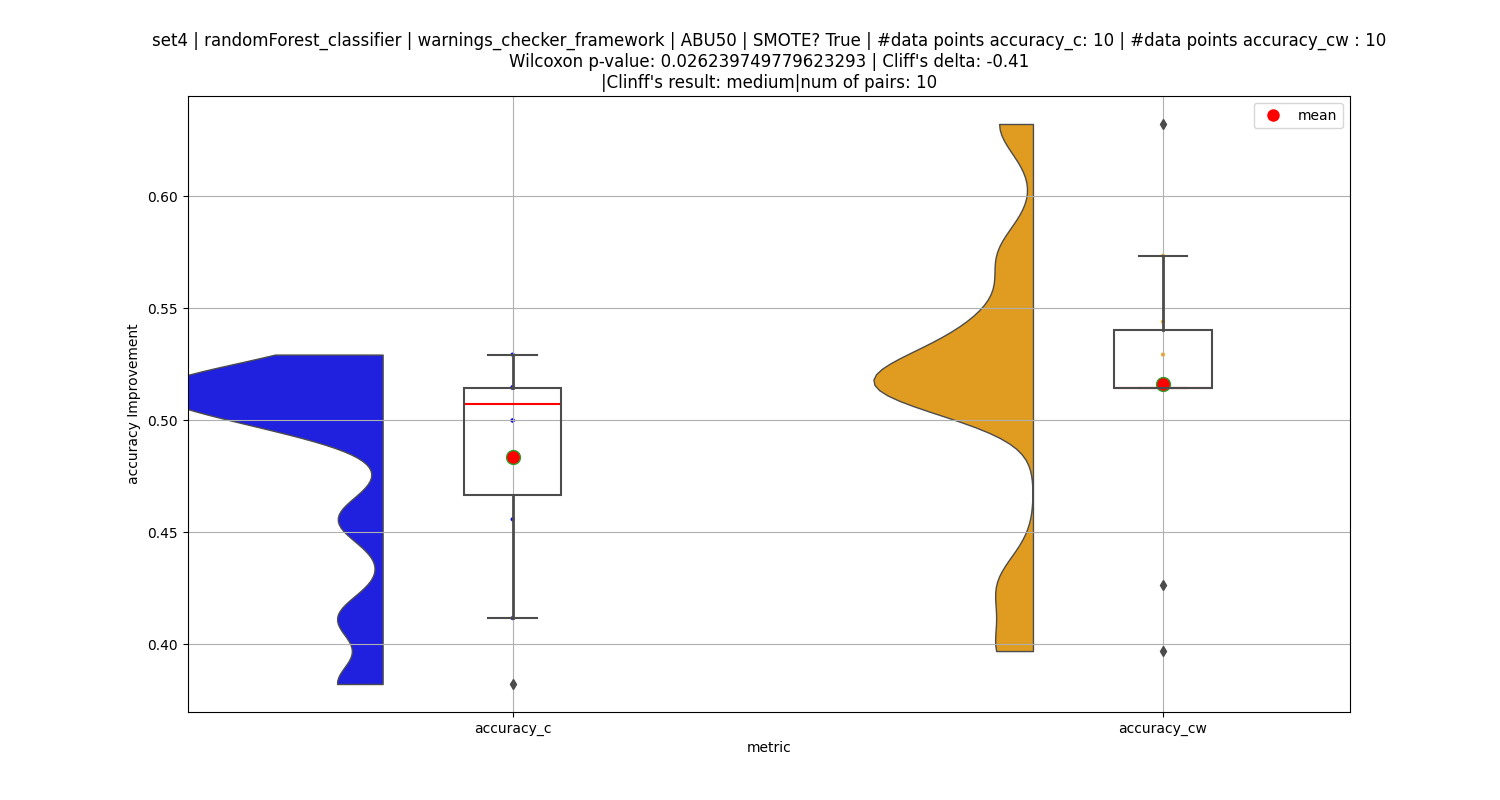 set4 | randomForest_classifier | warnings_checker_framework | ABU50 | SMOTE? True | #data points accuracy_c: 10 | #data points accuracy_cw : 10
Wilcoxon p-value: 0.026239749779623293 | Cliff's delta: -0.41
|Clinff's result: medium|num of pairs: 10
mean
0.60
0.55
0.50
0.45
0.40
accuracy Improvement
accuracy_c
accuracy_cw
metric